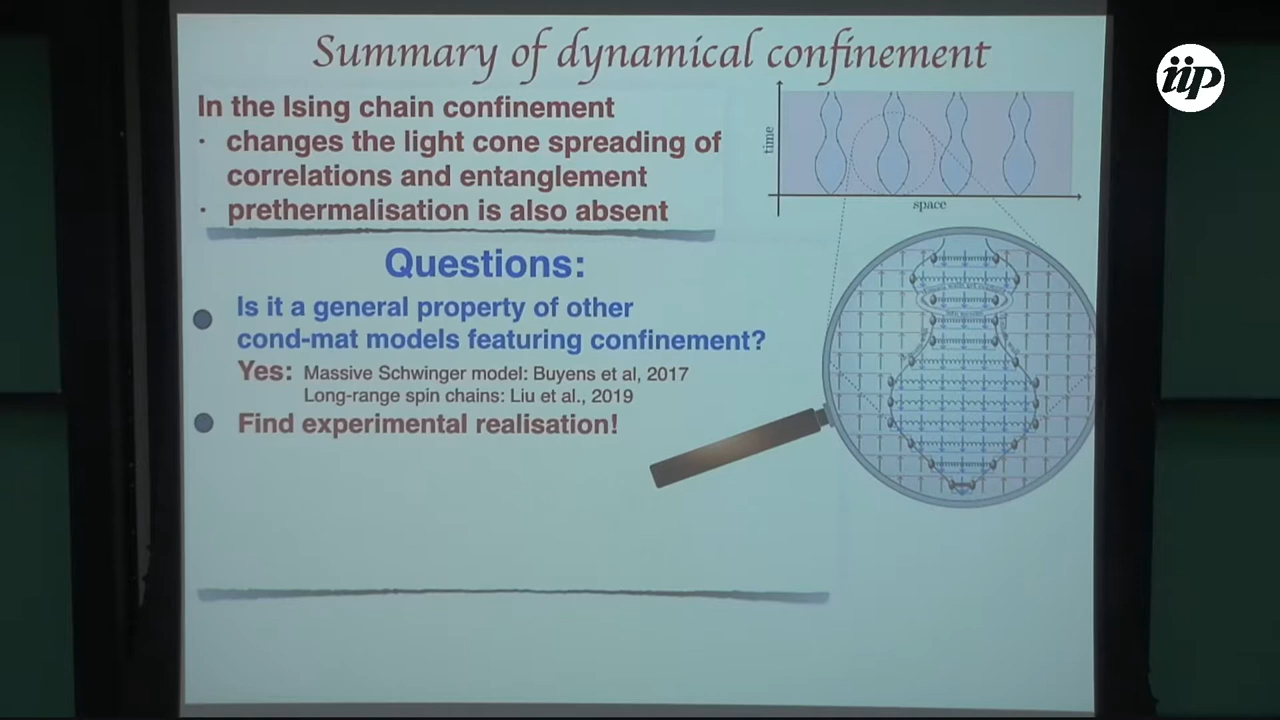 Summary of dynamical confinement
iip
In the Ising chain confinement
· changes the light cone spreading of
correlations and entanglement
· prethermalisation is also absent
time
space
Questions:
Is it a general property of other
cond-mat models featuring confinement?
Yes: Massive Schwinger model: Buyens et al, 2017
Long-range spin chains: Liu et al., 2019
Find experimental realisation!